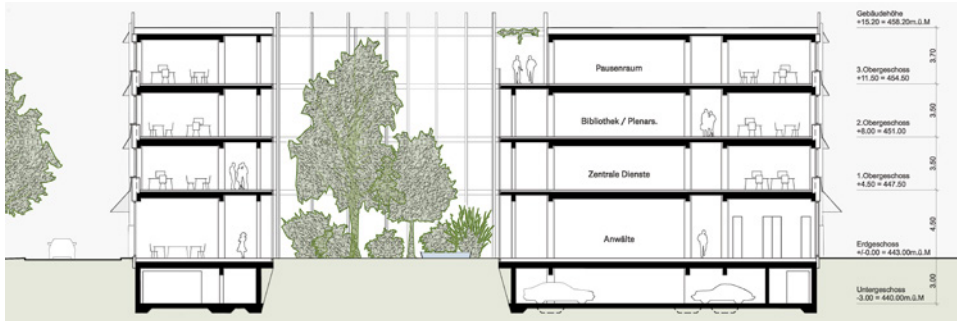 Gebäudehöhe
+15.20 = 458.20m.ü.M
3.70
Pausenraum
3.Obergeschoss
+11.50 = 454.50
3.50
Bibliothek / Plenars.
2.Obergeschoss
+8.00 = 451.00
3.50
Zentrale Dienste
1.Obergeschoss
+4.50 = 447.50
4.50
Anwälte
Erdgeschoss
+/-0.00 = 443.00m.ü.M
3.00
Untergeschoss
-3.00 = 440.00m.ü.M